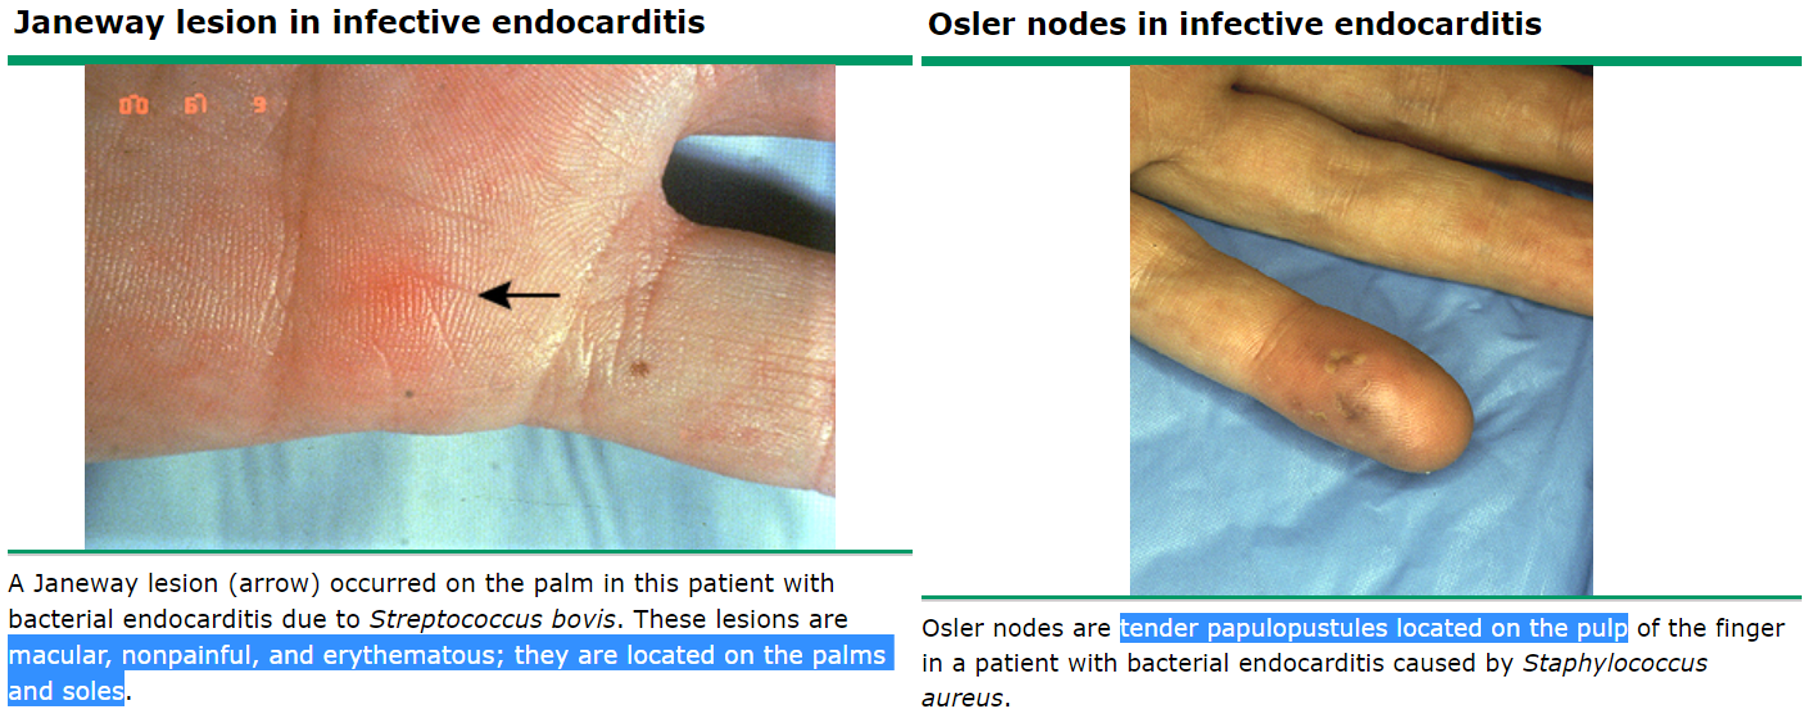 Janeway lesion in infective endocarditis
00 61 9
A Janeway lesion (arrow) occurred on the palm in this patient with
bacterial endocarditis due to Streptococcus bovis. These lesions are
macular, nonpainful, and erythematous; they are located on the palms
and soles.
Osler nodes in infective endocarditis
Osler nodes are tender papulopustules located on the pulp of the finger
in a patient with bacterial endocarditis caused by Staphylococcus
aureus.